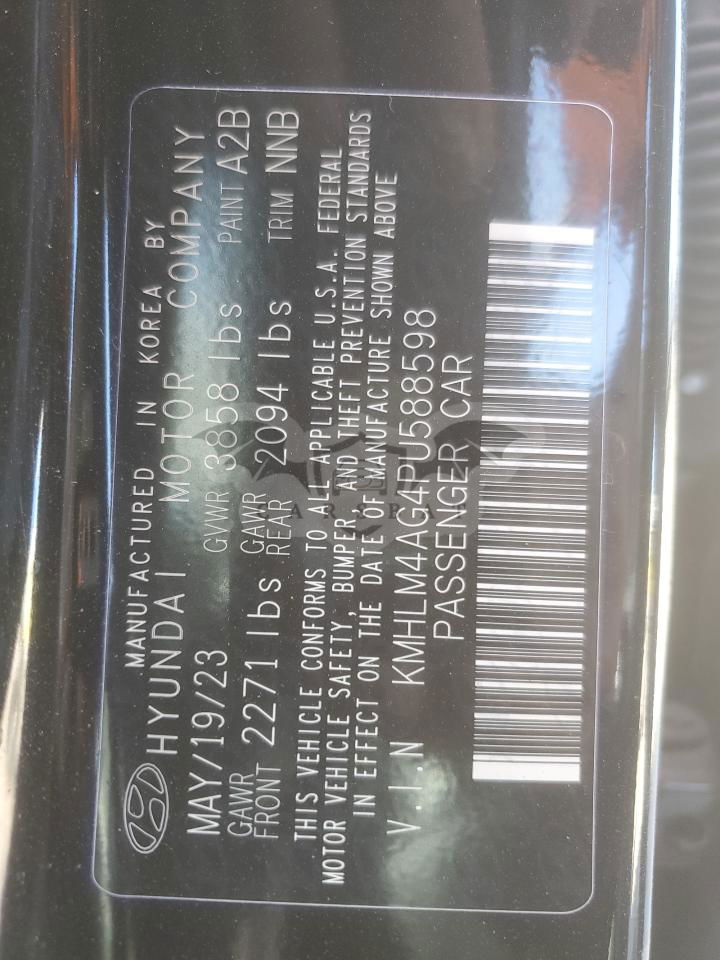 MANUFACTURED IN KOREA BY
HYUNDAI MOTOR COMPANY
MAY/19/23 GVWR 3858 lbs PAINT A2B
GAWR FRONT 2271 lbs GAWR REAR 2094 lbs TRIM NNB
THIS VEHICLE CONFORMS TO ALL APPLICABLE U.S.A. FEDERAL
MOTOR VEHICLE SAFETY, BUMPER, AND THEFT PREVENTION STANDARDS
IN EFFECT ON THE DATE OF MANUFACTURE SHOWN ABOVE
V.I.N KMHLM4AG4PU588598
PASSENGER CAR